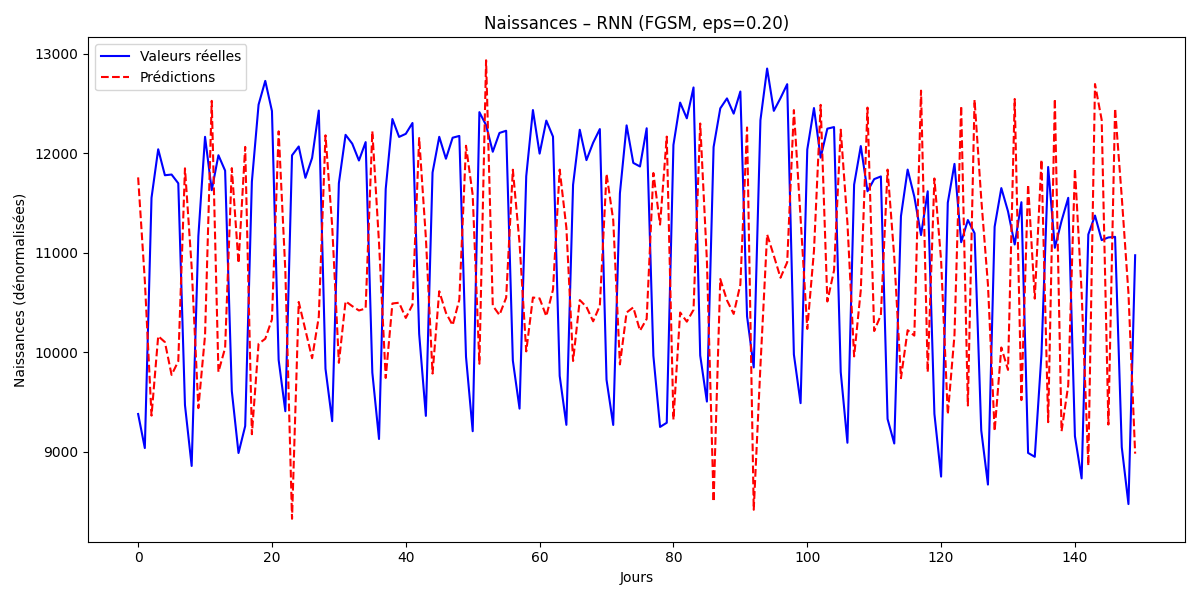 Naissances – RNN (FGSM, eps=0.20)
Valeurs réelles
Prédictions
Naissances (dénormalisées)
13000
12000
11000
10000
9000
0 20 40 60 80 100 120 140
Jours